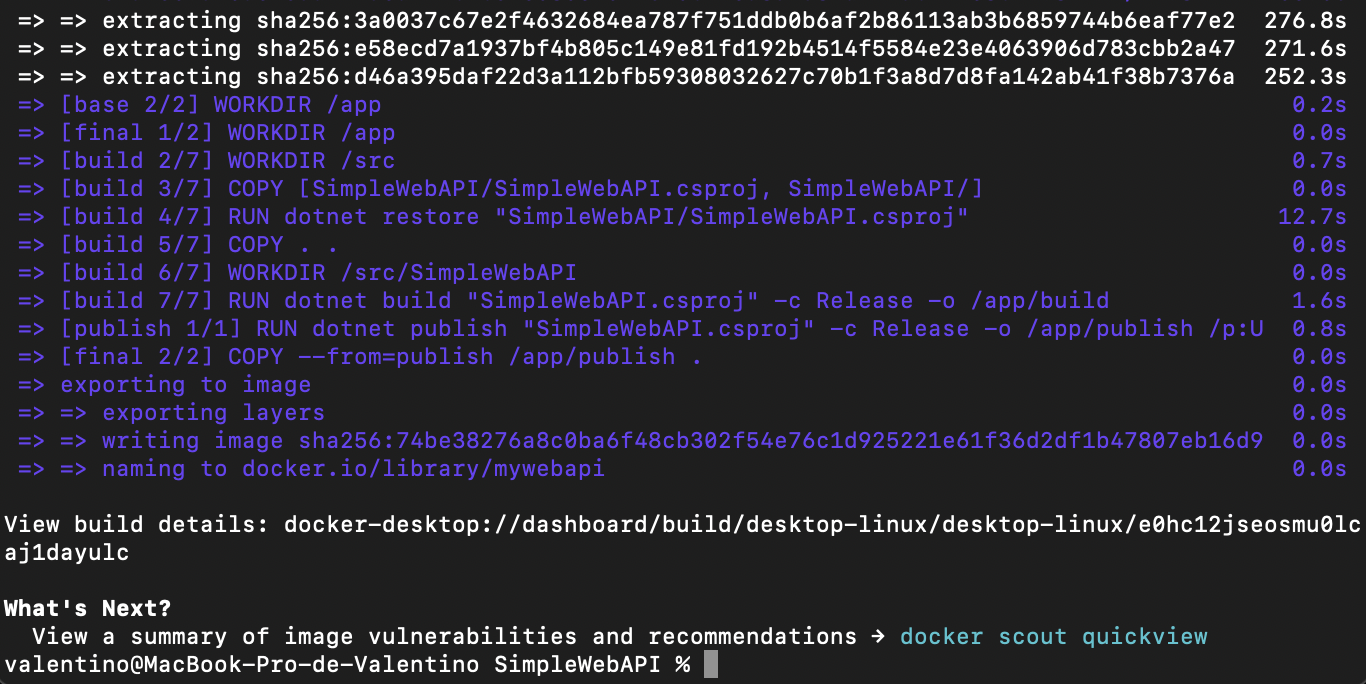 => => extracting sha256:3a0037c67e2f4632684ea787f751ddb0b6af2b86113ab3b6859744b6eaf77e2 276.8s
=> => extracting sha256:e58ecd7a1937bf4b805c149e81fd192b4514f5584e23e4063906d783cbb2a47 271.6s
=> => extracting sha256:d46a395daf22d3a112bfb59308032627c70b1f3a8d7d8fa142ab41f38b7376a 252.3s
=> [base 2/2] WORKDIR /app 0.2s
=> [final 1/2] WORKDIR /app 0.0s
=> [build 2/7] WORKDIR /src 0.7s
=> [build 3/7] COPY [SimpleWebAPI/SimpleWebAPI.csproj, SimpleWebAPI/] 0.0s
=> [build 4/7] RUN dotnet restore "SimpleWebAPI/SimpleWebAPI.csproj" 12.7s
=> [build 5/7] COPY . . 0.0s
=> [build 6/7] WORKDIR /src/SimpleWebAPI 0.0s
=> [build 7/7] RUN dotnet build "SimpleWebAPI.csproj" -c Release -o /app/build 1.6s
=> [publish 1/1] RUN dotnet publish "SimpleWebAPI.csproj" -c Release -o /app/publish /p:U 0.8s
=> [final 2/2] COPY --from=publish /app/publish . 0.0s
=> exporting to image 0.0s
=> => exporting layers 0.0s
=> => writing image sha256:74be38276a8c0ba6f48cb302f54e76c1d925221e61f36d2df1b47807eb16d9 0.0s
=> => naming to docker.io/library/mywebapi 0.0s
View build details: docker-desktop://dashboard/build/desktop-linux/desktop-linux/e0hc12jseosmu0lc
aj1dayulc
What's Next?
View a summary of image vulnerabilities and recommendations → docker scout quickview
valentino@MacBook-Pro-de-Valentino SimpleWebAPI %